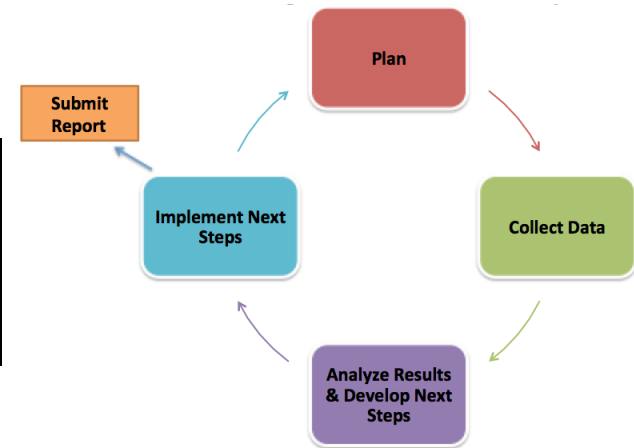 Plan
Submit
Report
Implement Next
Steps
Collect Data
Analyze Results
& Develop Next
Steps